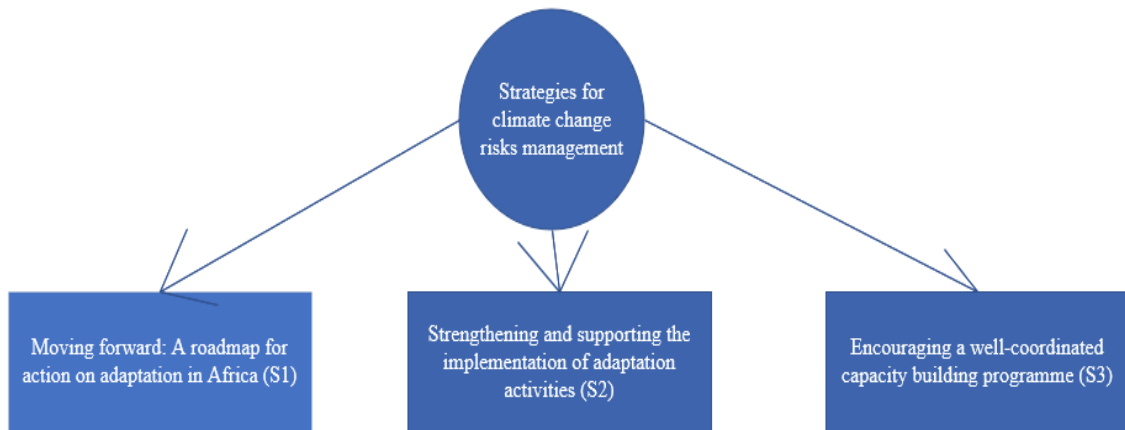 Strategies for
climate change
risks management
Moving forward: A roadmap for
action on adaptation in Africa (S1)
Strengthening and supporting the
implementation of adaptation
activities (S2)
Encouraging a well-coordinated
capacity building programme (S3)